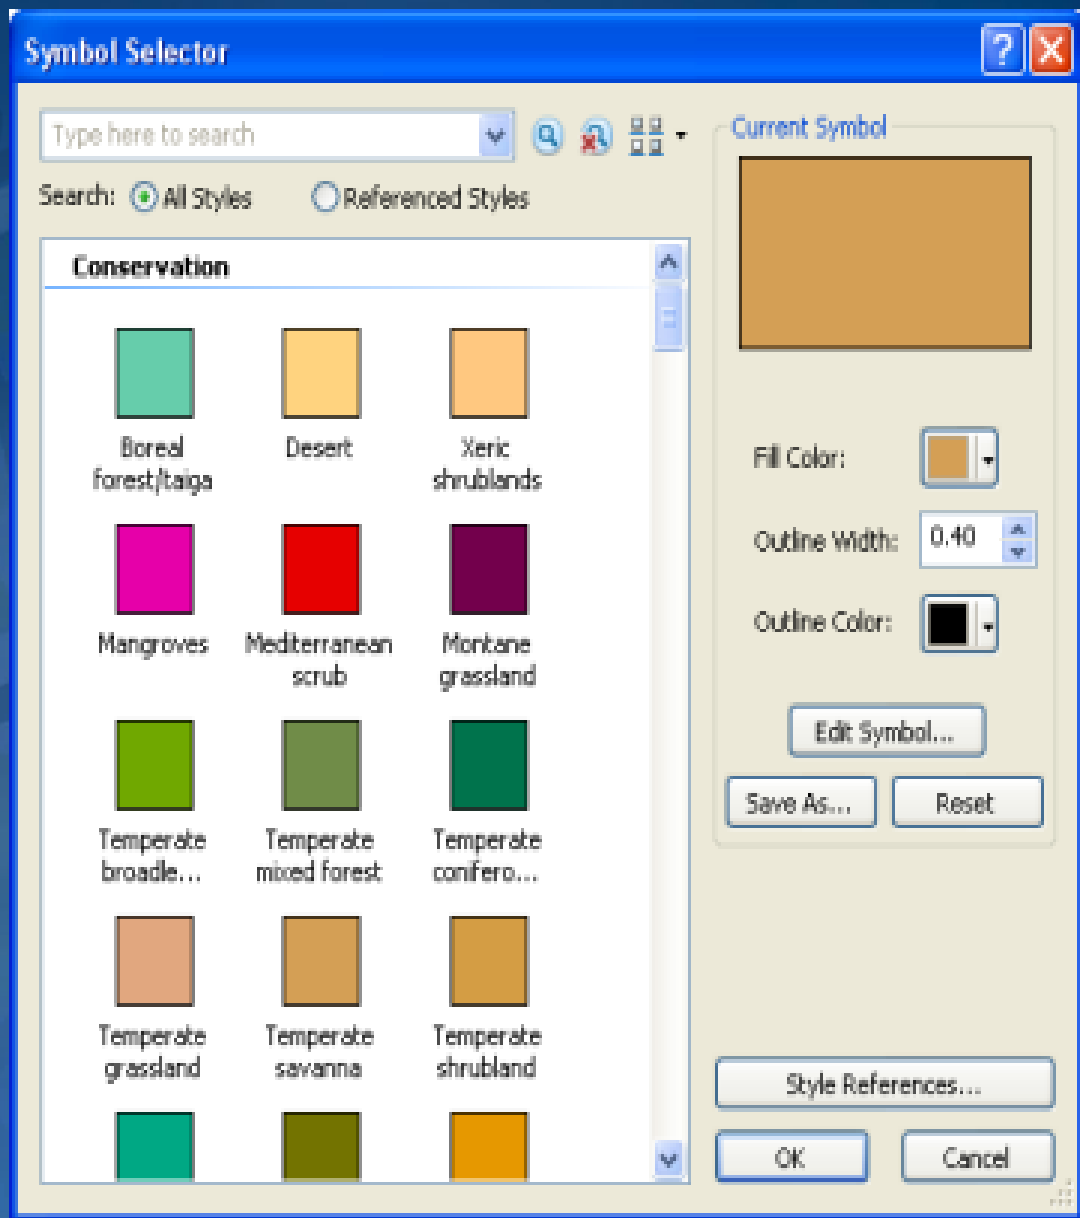 Symbol Selector
Type here to search
Search: All Styles Referenced Styles
Conservation
Boreal
forest/taiga
Desert
Xeric
shrublands
Mangroves
Mediterranean
scrub
Montane
grassland
Temperate
broadle...
Temperate
mixed forest
Temperate
conifero...
Temperate
grassland
Temperate
savanna
Temperate
shrubland
Current Symbol
Fill Color:
Outline Width: 0.40
Outline Color:
Edit Symbol...
Save As... Reset
Style References...
OK Cancel